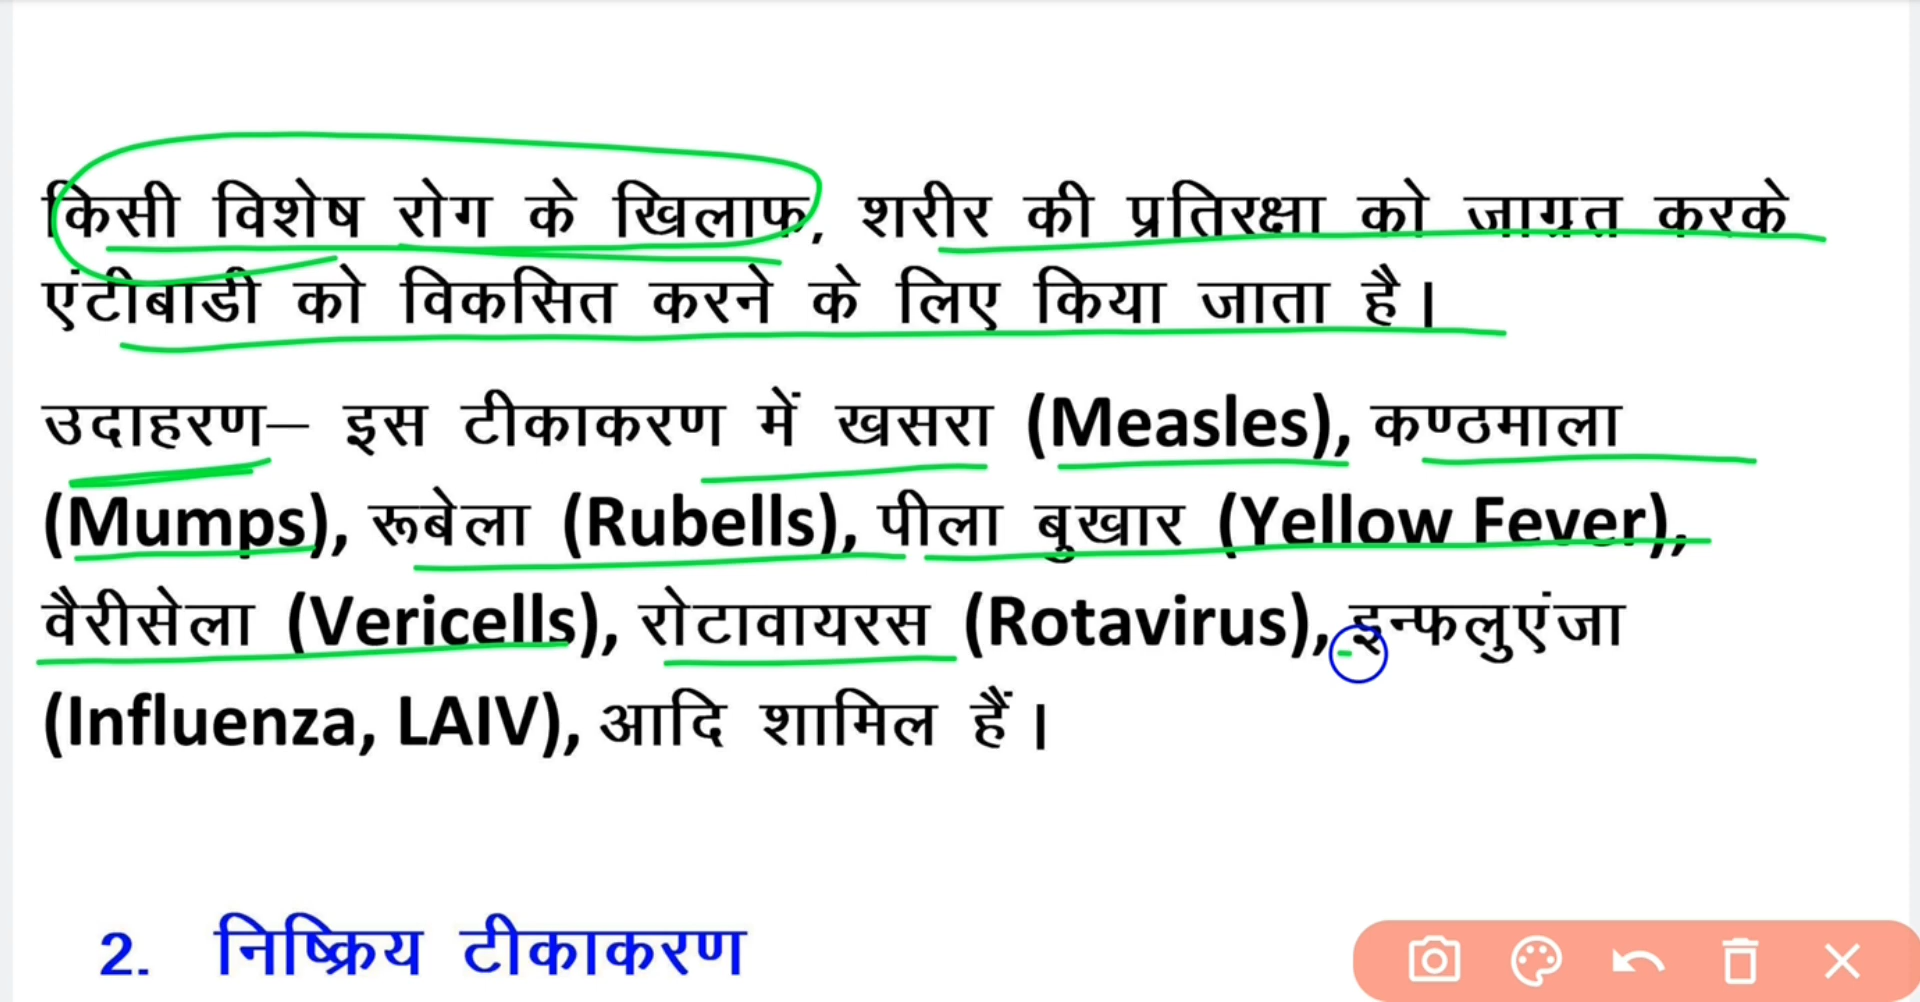 किसी विशेष रोग के खिलाफ, शरीर की प्रतिरक्षा को जाग्रत करके
एंटीबाडी को विकसित करने के लिए किया जाता है।
उदाहरण– इस टीकाकरण में खसरा (Measles), कण्ठमाला
(Mumps), रूबेला (Rubells), पीला बुखार (Yellow Fever),
वैरीसेला (Vericells), रोटावायरस (Rotavirus), इन्फलुएंजा
(Influenza, LAIV), आदि शामिल हैं।
2. निष्क्रिय टीकाकरण